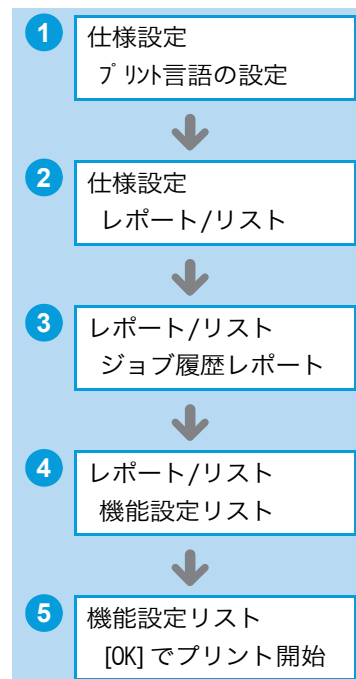 1
仕様設定
プリント言語の設定
2
仕様設定
レポート/リスト
3
レポート/リスト
ジョブ履歴レポート
4
レポート/リスト
機能設定リスト
5
機能設定リスト
[OK]でプリント開始